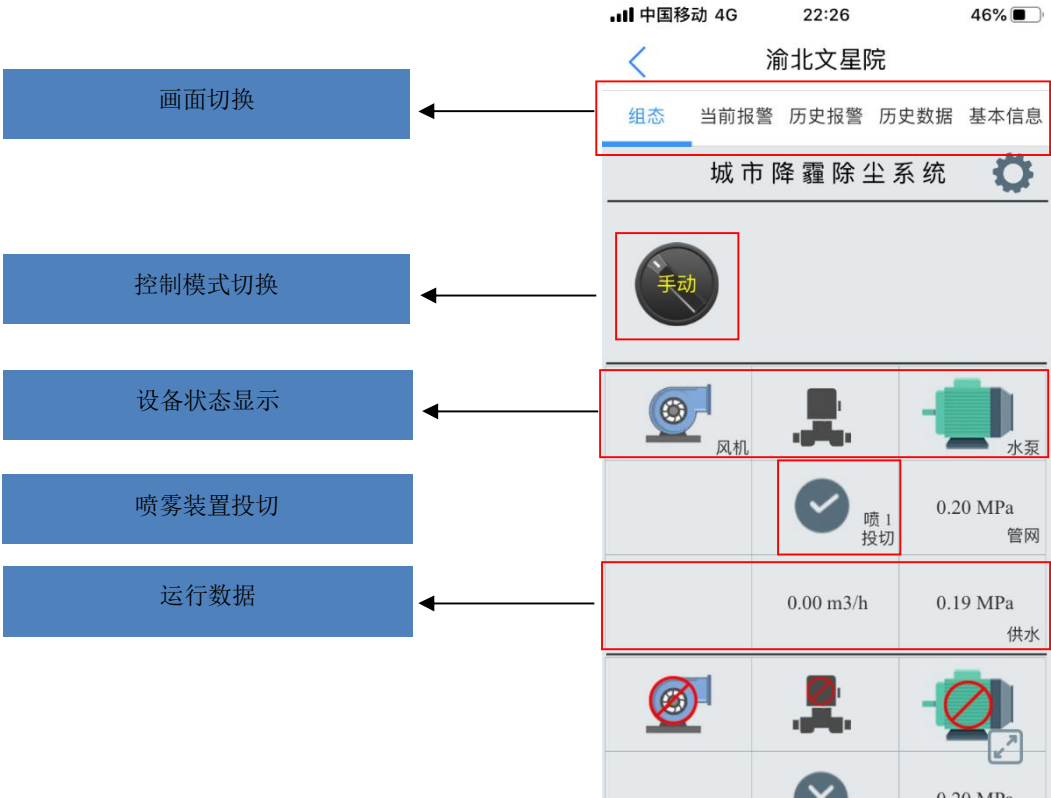 中国移动 4G 22:26 46%
渝北文星院
画面切换
组态 当前报警 历史报警 历史数据 基本信息
城市降霾除尘系统
控制模式切换
手动
设备状态显示
风机 水泵
喷雾装置投切
喷 1
投切
0.20 MPa
管网
运行数据
0.00 m3/h
0.19 MPa
供水
0.20 MPa